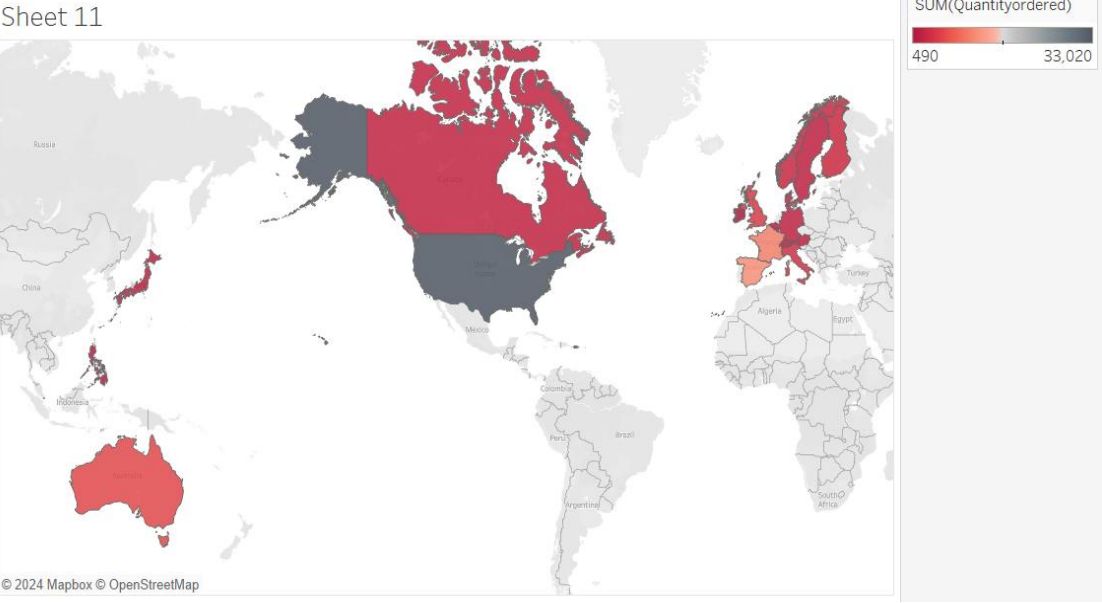 Sheet 11
SUM(Quantityordered)
490 33,020
Russia
Canada
China
Turkey
Algeria
Egypt
Mexico
Indonesia
Colombia
Peru
Brazil
Australia
South
Africa
Argentina
© 2024 Mapbox © OpenStreetMap